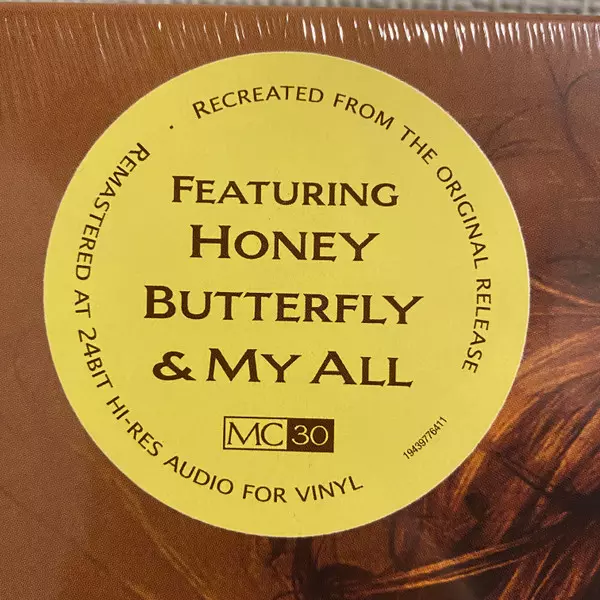 RECREATED FROM THE ORIGINAL RELEASE
FEATURING
HONEY
BUTTERFLY
& MY ALL
MC 30
19439776411
REMASTERED AT 24BIT HI-RES AUDIO FOR VINYL